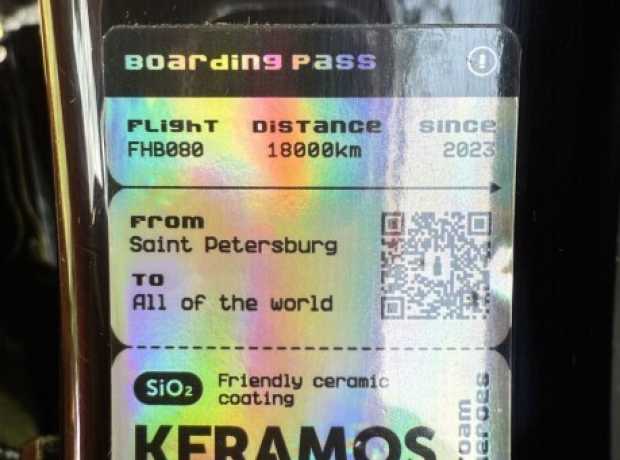 Boarding Pass
Flight Distance since
FHB080 18000km 2023
From
Saint Petersburg
To
All of the world
SiO₂ Friendly ceramic
coating
KERAMOS